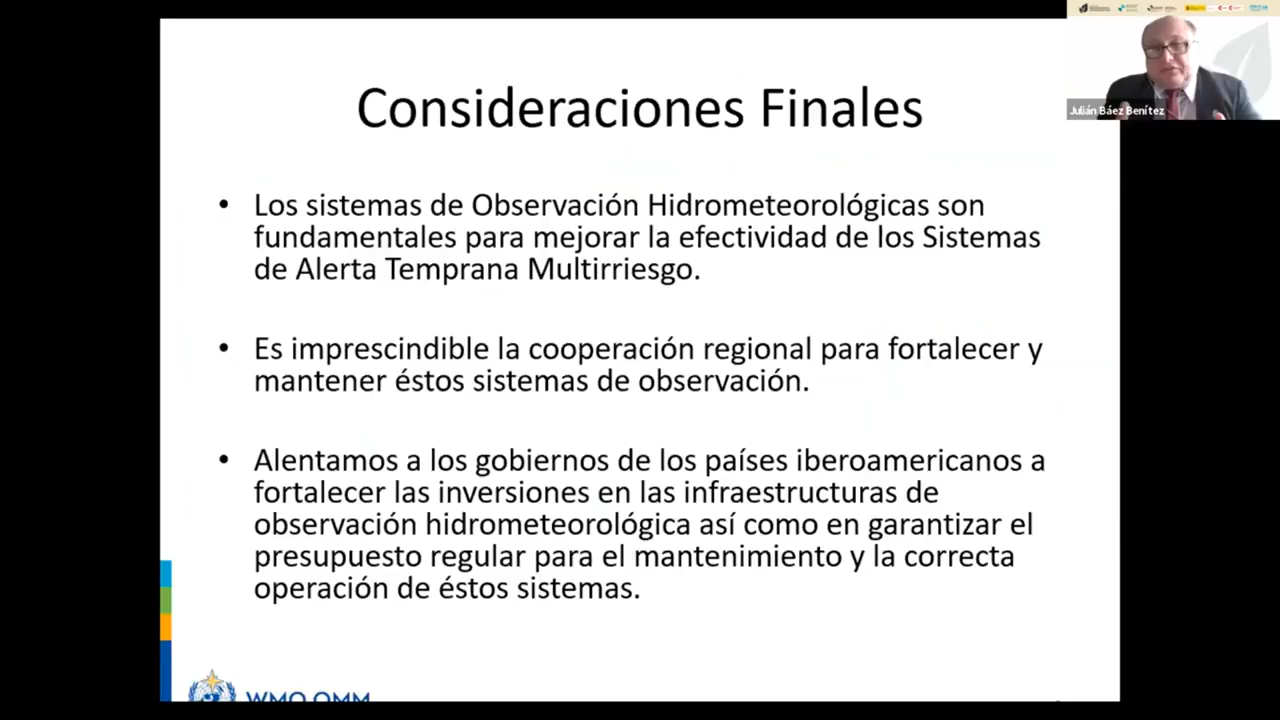 Consideraciones Finales
• Los sistemas de Observación Hidrometeorológicas son
fundamentales para mejorar la efectividad de los Sistemas
de Alerta Temprana Multirriesgo.
• Es imprescindible la cooperación regional para fortalecer y
mantener éstos sistemas de observación.
• Alentamos a los gobiernos de los países iberoamericanos a
fortalecer las inversiones en las infraestructuras de
observación hidrometeorológica así como en garantizar el
presupuesto regular para el mantenimiento y la correcta
operación de éstos sistemas.
WMO OMM
Julián Báez Benítez